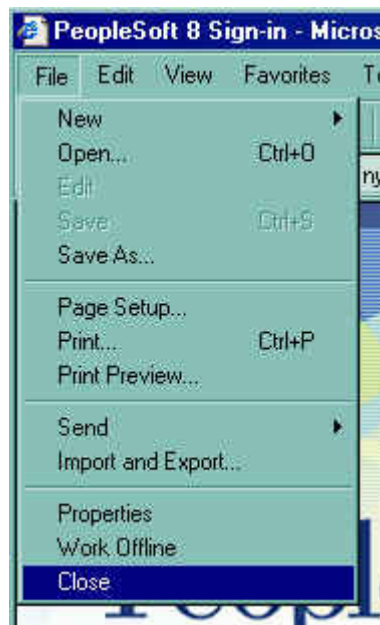 PeopleSoft 8 Sign-in - Micros
File Edit View Favorites
New
Open... Ctrl+O
Edit
Save Ctrl+S
Save As...
Page Setup...
Print... Ctrl+P
Print Preview...
Send
Import and Export...
Properties
Work Offline
Close